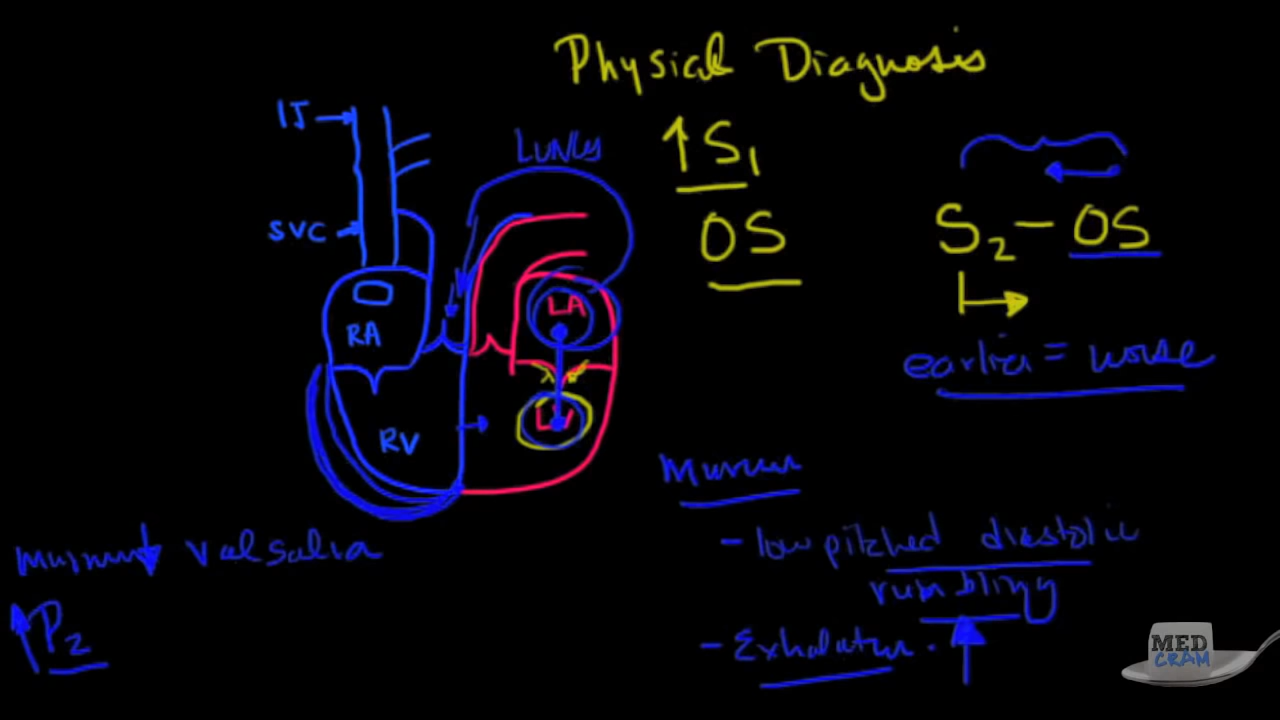 Physical Diagnosis
IJ
LUNGS
↑ S1
SVC
OS
S2 - OS
LA
RA
earlier = worse
LV
RV
Murmur
- low pitched diastolic
rumbling
murmur ↓ valsalva
↑ P2
- Exhalation. ↑
MED
CRAM